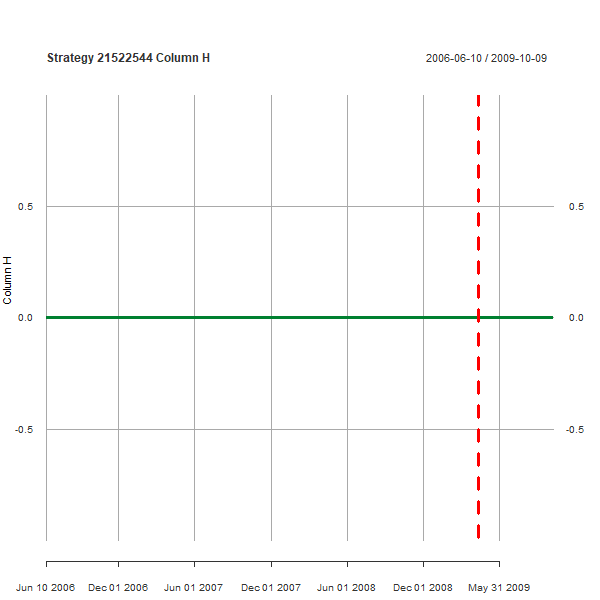 Strategy 21522544 Column H 2006-06-10 / 2009-10-09
0.5 0.5
Column H
0.0 0.0
-0.5 -0.5
Jun 10 2006 Dec 01 2006 Jun 01 2007 Dec 01 2007 Jun 01 2008 Dec 01 2008 May 31 2009